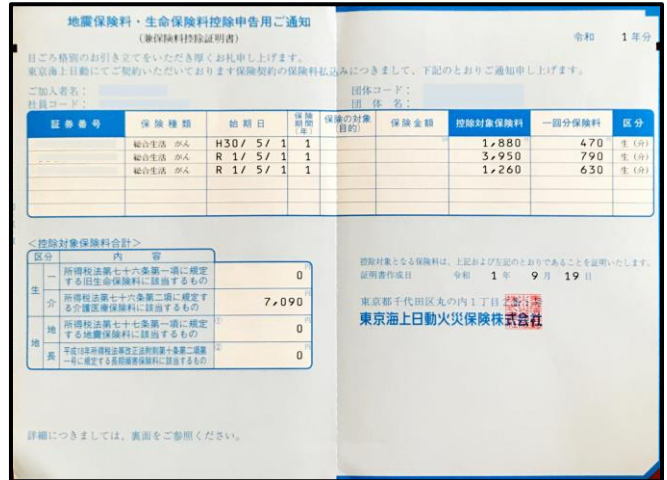 地震保険料・生命保険料控除申告用ご通知
(兼保険料控除証明書)
令和 1 年分
日ごろ格別のお引き立てをいただき厚くお礼申し上げます。
東京海上日動にてご契約いただいております保険契約の保険料払込みにつきまして、下記のとおりご通知申し上げます。
ご加入者名: 団体コード:
社員コード: 団 体 名:
証券番号 保険種類 始期日 保険期間(年) 保険の対象(目的) 保険金額 控除対象保険料 一回分保険料 区分
総合生活 がん H30/ 5/ 1 1 1,880 470 生(介)
総合生活 がん R 1/ 5/ 1 1 3,950 790 生(介)
総合生活 がん R 1/ 5/ 1 1 1,260 630 生(介)
<控除対象保険料合計>
区分 内 容
生 一 所得税法第七十六条第一項に規定する旧生命保険料に該当するもの 0 円
介 所得税法第七十六条第二項に規定する介護医療保険料に該当するもの 7,090 円
地 地 所得税法第七十七条第一項に規定する地震保険料に該当するもの ① 0 円
長 平成18年所得税法等改正法附則第十条第二項第一号に規定する長期損害保険料に該当するもの ② 0 円
控除対象となる保険料は、上記および左記のとおりであることを証明いたします。
証明書作成日 令和 1 年 9 月 19 日
東京都千代田区丸の内1丁目2番1号
東京海上日動火災保険株式会社
詳細につきましては、裏面をご参照ください。